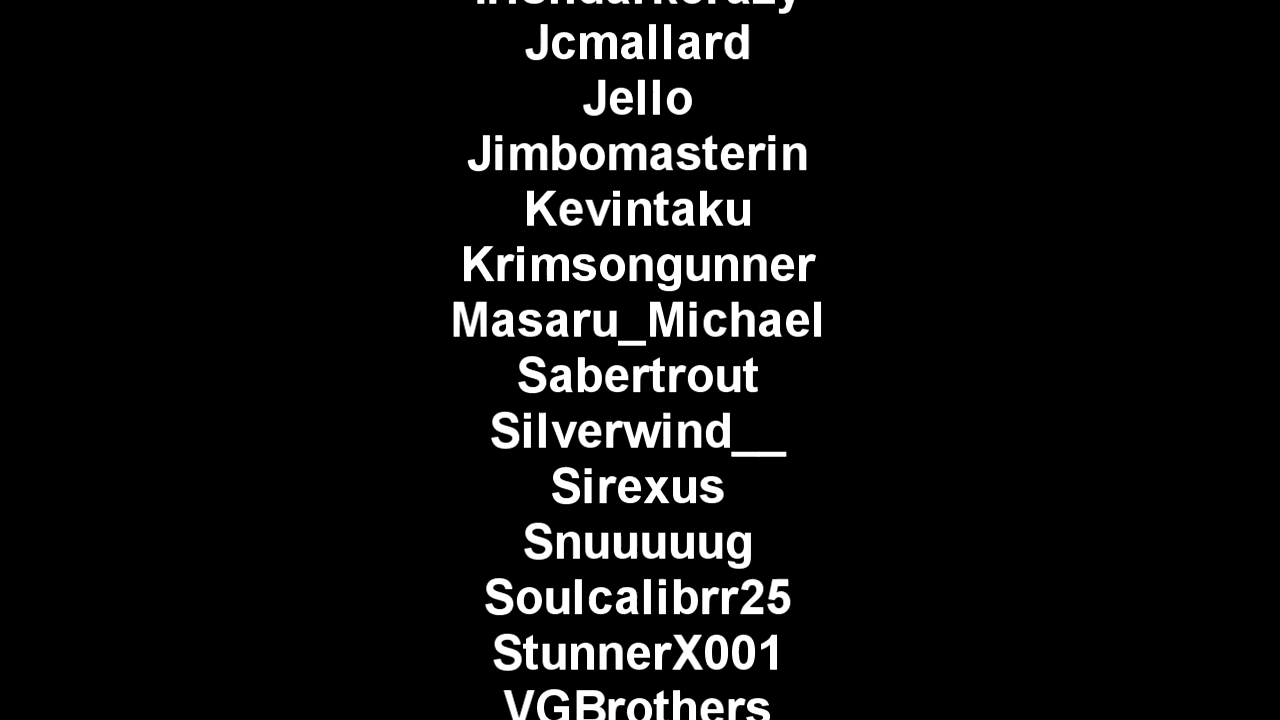 Jcmallard
Jello
Jimbomasterin
Kevintaku
Krimsongunner
Masaru_Michael
Sabertrout
Silverwind__
Sirexus
Snuuuuug
Soulcalibrr25
StunnerX001
VGBrothers